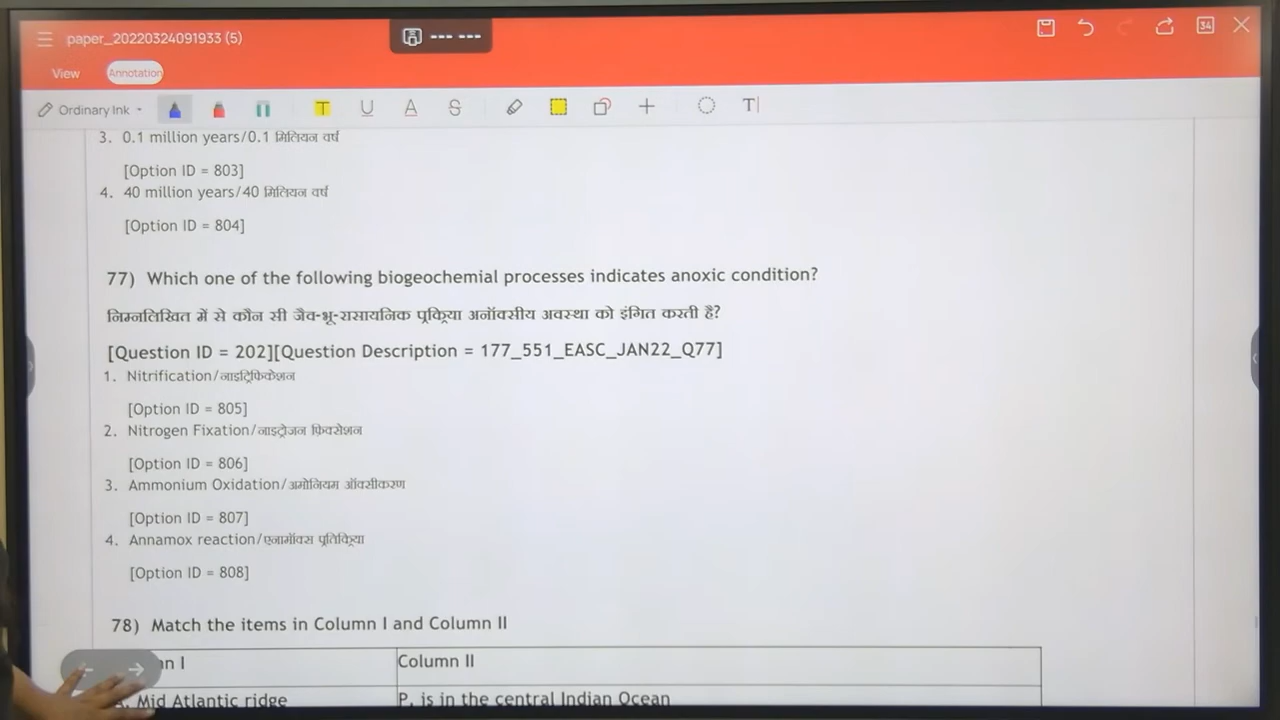 paper_20220324091933 (5)
--- ---
34
View
Annotation
Ordinary Ink
T
U
A
S
T
3. 0.1 million years/0.1 मिलियन वर्ष
[Option ID = 803]
4. 40 million years/40 मिलियन वर्ष
[Option ID = 804]
77) Which one of the following biogeochemial processes indicates anoxic condition?
निम्नलिखित में से कौन सी जैव-भू-रासायनिक प्रक्रिया अनॉक्सीय अवस्था को इंगित करती है?
[Question ID = 202][Question Description = 177_551_EASC_JAN22_Q77]
1. Nitrification/नाइट्रिफिकेशन
[Option ID = 805]
2. Nitrogen Fixation/नाइट्रोजन फ़िक्सेशन
[Option ID = 806]
3. Ammonium Oxidation/अमोनियम ऑक्सीकरण
[Option ID = 807]
4. Annamox reaction/एनामॉक्स प्रतिक्रिया
[Option ID = 808]
78) Match the items in Column I and Column II
n I Column II
Mid Atlantic ridge P. is in the central Indian Ocean